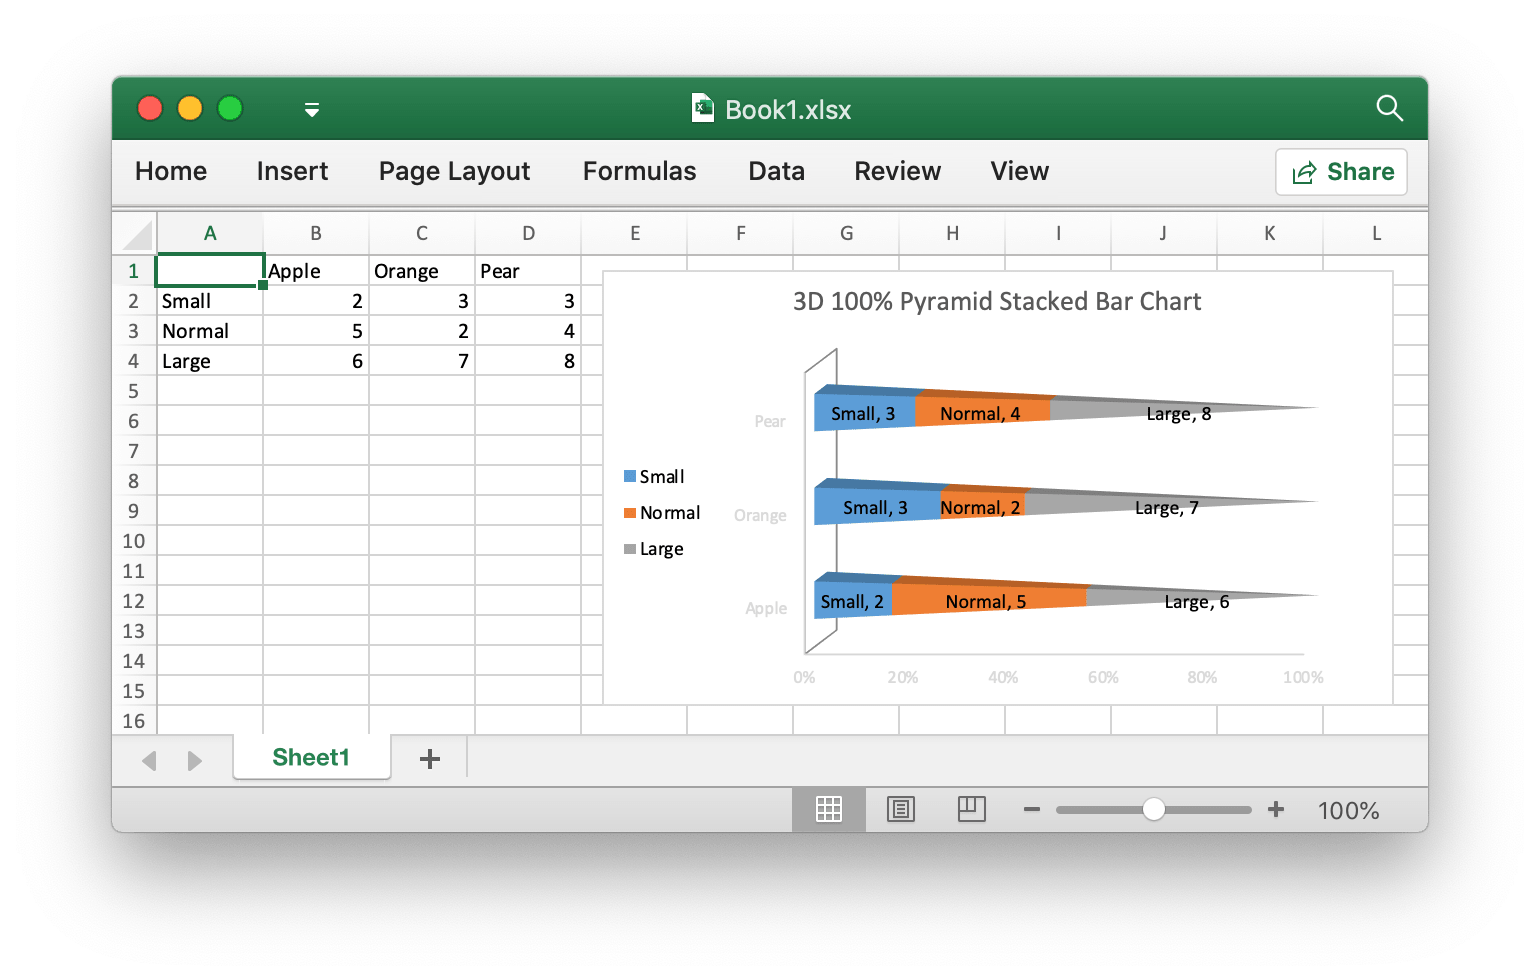 Book1.xlsx
Home Insert Page Layout Formulas Data Review View Share
A B C D E F G H I J K L
1 Apple Orange Pear
2 Small 2 3 3
3 Normal 5 2 4
4 Large 6 7 8
5
6
7
8
9
10
11
12
13
14
15
16
3D 100% Pyramid Stacked Bar Chart
Pear Small, 3 Normal, 4 Large, 8
Small
Normal
Large
Orange Small, 3 Normal, 2 Large, 7
Apple Small, 2 Normal, 5 Large, 6
0% 20% 40% 60% 80% 100%
Sheet1 +
100%